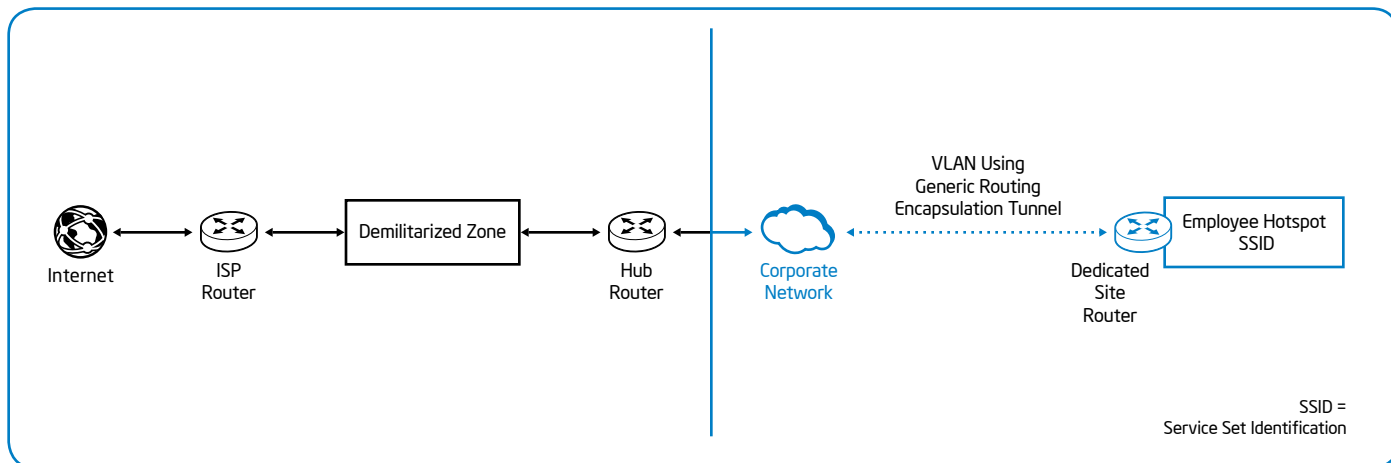 Internet
ISP
Router
Demilitarized Zone
Hub
Router
Corporate
Network
VLAN Using
Generic Routing
Encapsulation Tunnel
Dedicated
Site
Router
Employee Hotspot
SSID
SSID =
Service Set Identification